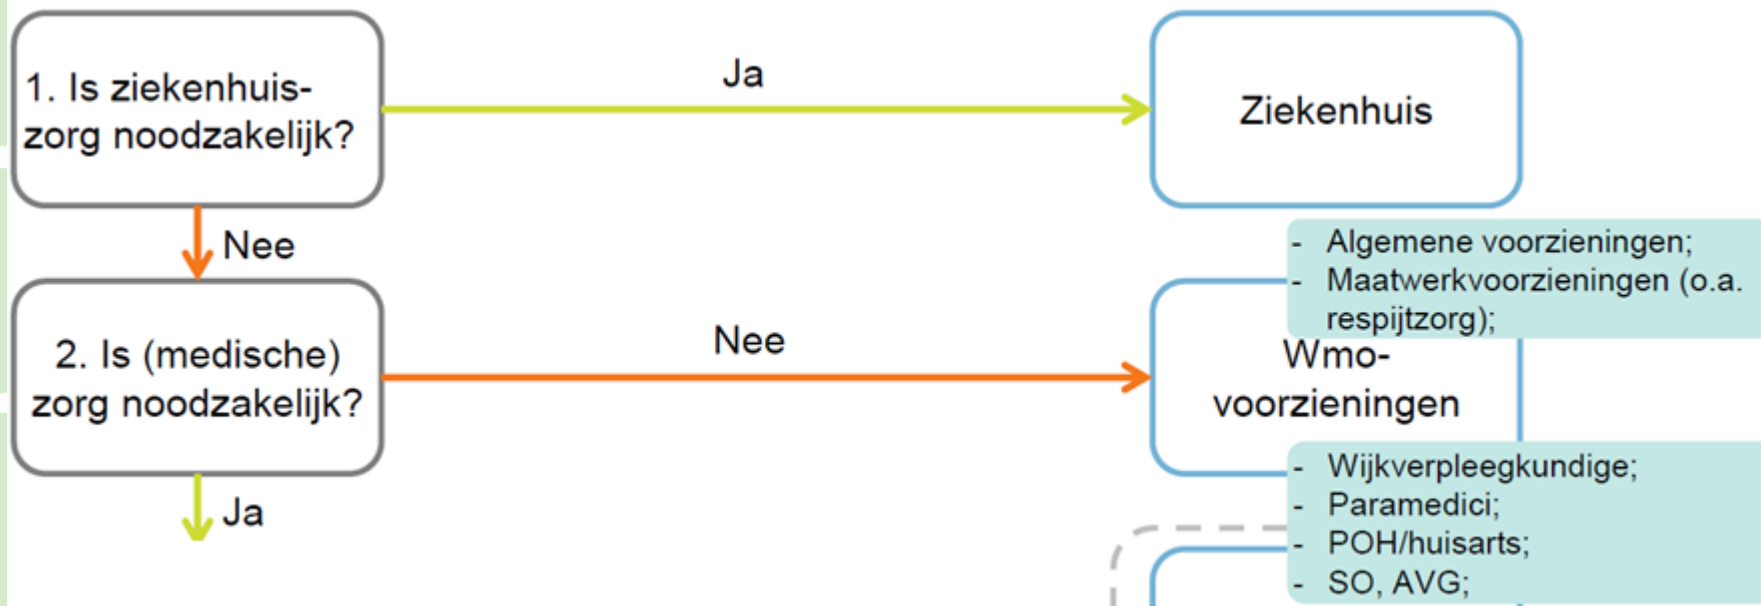 1. Is ziekenhuis-
zorg noodzakelijk?
Ja
Ziekenhuis
Nee
- Algemene voorzieningen;
- Maatwerkvoorzieningen (o.a.
respijtzorg);
2. Is (medische)
zorg noodzakelijk?
Nee
Wmo-
voorzieningen
Ja
- Wijkverpleegkundige;
- Paramedici;
- POH/huisarts;
- SO, AVG;